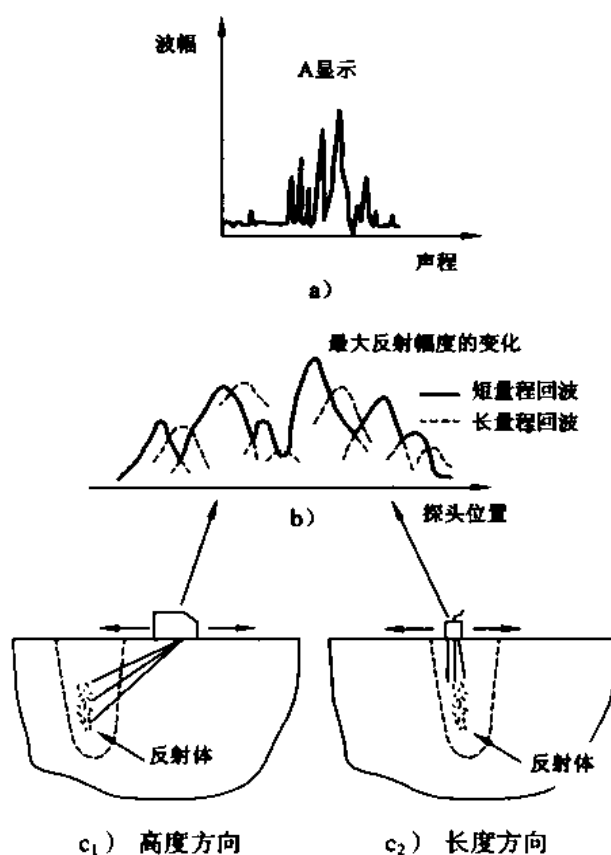 波幅
A显示
声程
a）
最大反射幅度的变化
短量程回波
长量程回波
b）
探头位置
反射体
反射体
c₁） 高度方向
c₂） 长度方向